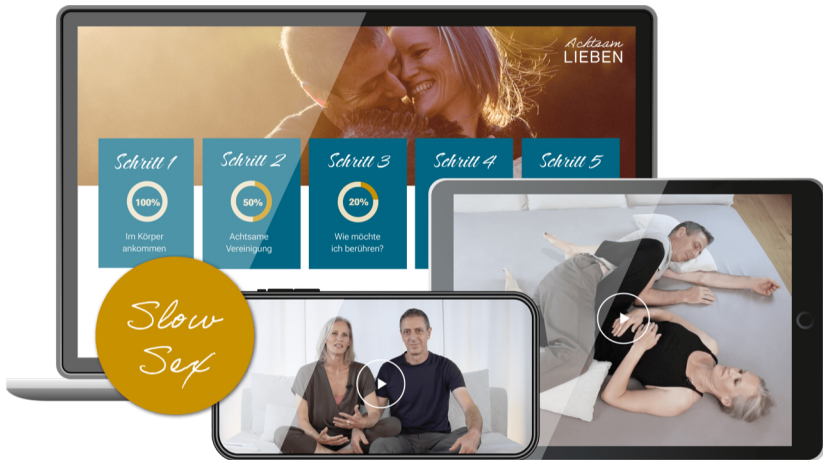 Achtsam
LIEBEN
Schritt 1
Schritt 2
Schritt 3
Schritt 4
Schritt 5
100%
50%
20%
Im Körper
ankommen
Achtsame
Vereinigung
Wie möchte
ich berühren?
Slow
Sex